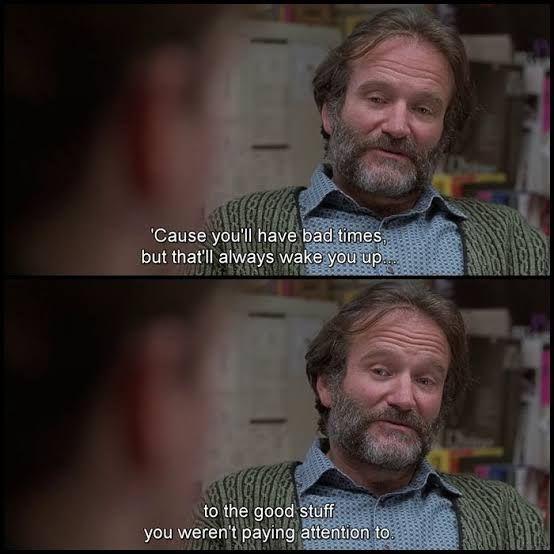 'Cause you'll have bad times,
but that'll always wake you up...
to the good stuff
you weren't paying attention to.